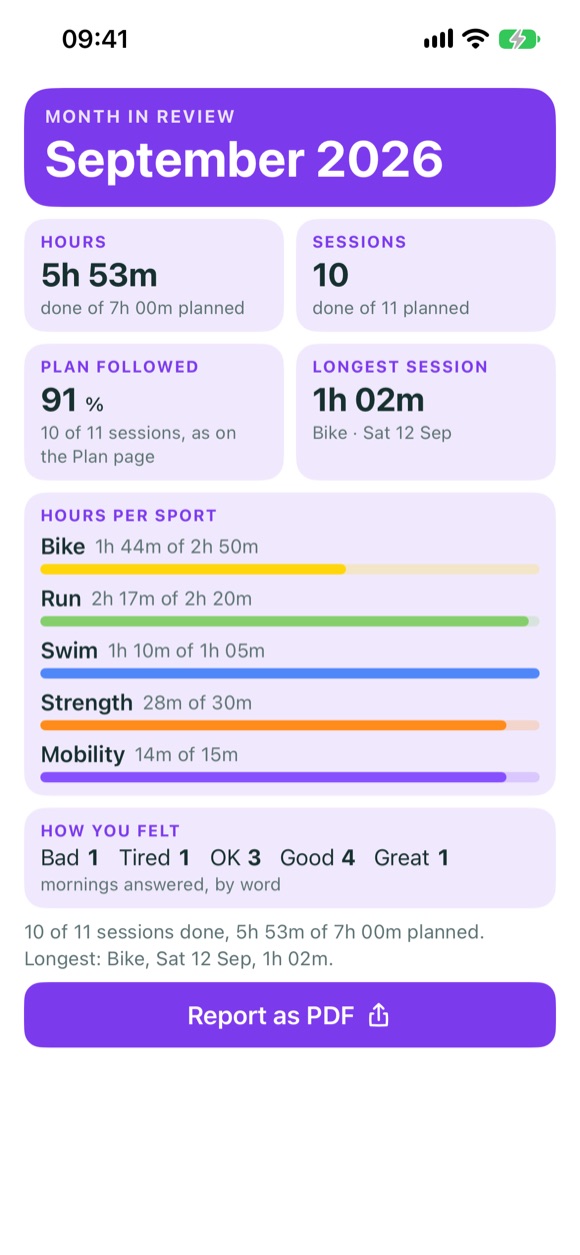 09:41
MONTH IN REVIEW
September 2026
HOURS
5h 53m
done of 7h 00m planned
SESSIONS
10
done of 11 planned
PLAN FOLLOWED
91 %
10 of 11 sessions, as on
the Plan page
LONGEST SESSION
1h 02m
Bike · Sat 12 Sep
HOURS PER SPORT
Bike 1h 44m of 2h 50m
Run 2h 17m of 2h 20m
Swim 1h 10m of 1h 05m
Strength 28m of 30m
Mobility 14m of 15m
HOW YOU FELT
Bad 1 Tired 1 OK 3 Good 4 Great 1
mornings answered, by word
10 of 11 sessions done, 5h 53m of 7h 00m planned.
Longest: Bike, Sat 12 Sep, 1h 02m.
Report as PDF